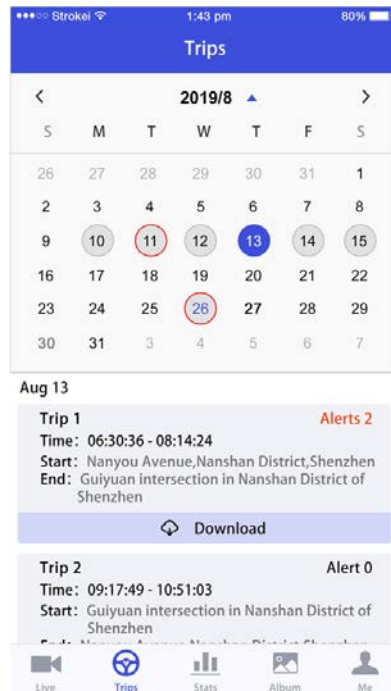 Strokei 1:43 pm 80%
Trips
< 2019/8 >
S M T W T F S
26 27 28 29 30 31 1
2 3 4 5 6 7 8
9 10 11 12 13 14 15
16 17 18 19 20 21 22
23 24 25 26 27 28 29
30 31 3 4 5 6 7
Aug 13
Trip 1 Alerts 2
Time: 06:30:36 - 08:14:24
Start: Nanyou Avenue,Nanshan District,Shenzhen
End: Guiyuan intersection in Nanshan District of
Shenzhen
Download
Trip 2 Alert 0
Time: 09:17:49 - 10:51:03
Start: Guiyuan intersection in Nanshan District of
Shenzhen
Live Trips Stats Album Me